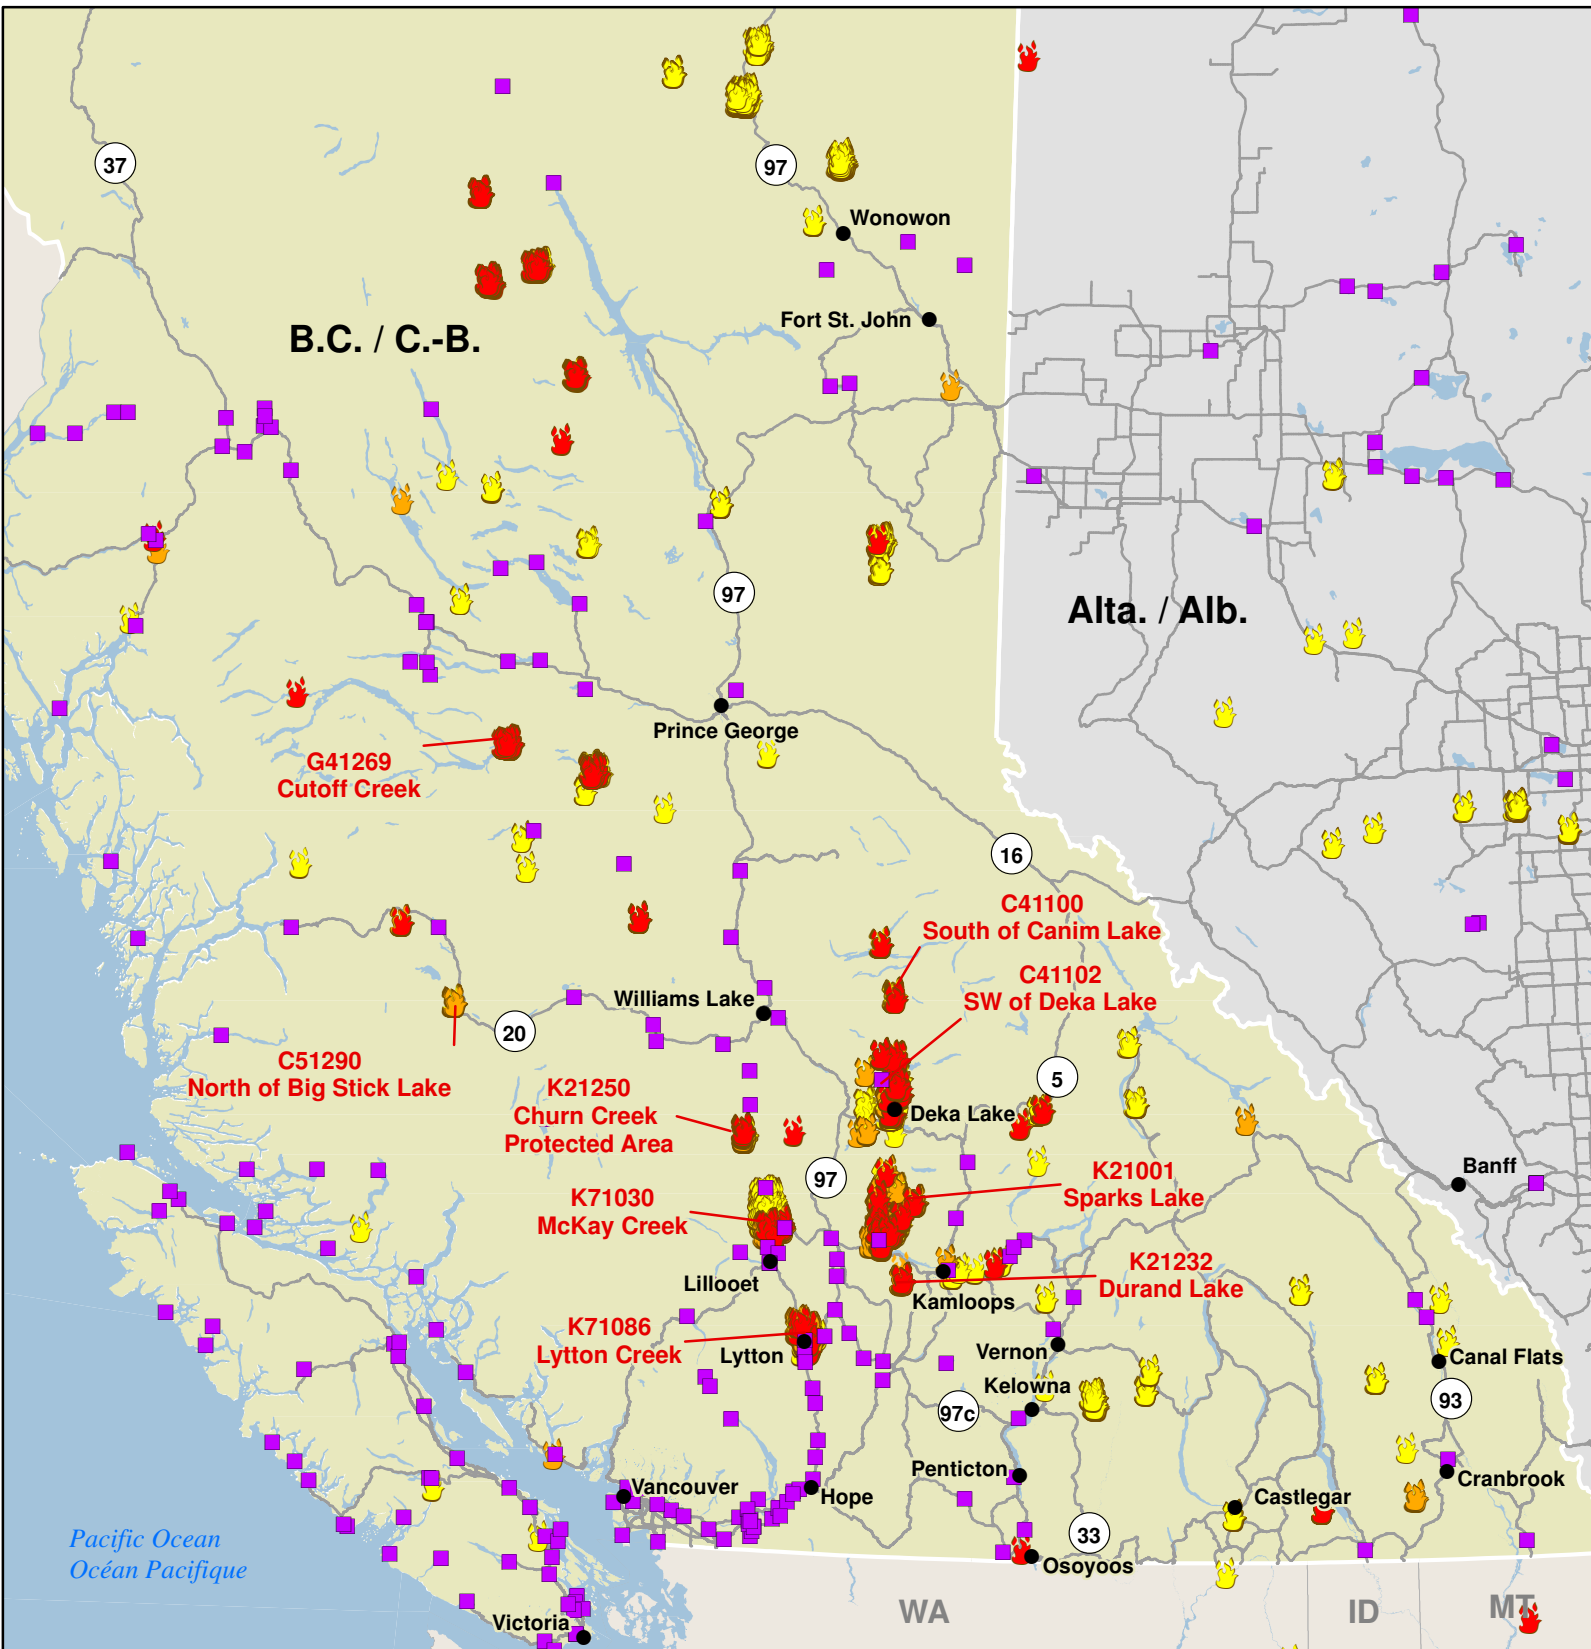 37
97
Wonowon
Fort St. John
B.C. / C.-B.
97
Alta. / Alb.
Prince George
G41269
Cutoff Creek
16
C41100
South of Canim Lake
C41102
SW of Deka Lake
Williams Lake
20
C51290
North of Big Stick Lake
K21250
Churn Creek
Protected Area
5
Deka Lake
97
Banff
K21001
Sparks Lake
K71030
McKay Creek
Lillooet
K21232
Durand Lake
Kamloops
K71086
Lytton Creek
Lytton
Vernon
Canal Flats
Kelowna
97c
93
Penticton
Cranbrook
Vancouver
Hope
Castlegar
33
Pacific Ocean
Océan Pacifique
Osoyoos
Victoria
WA
ID
MT